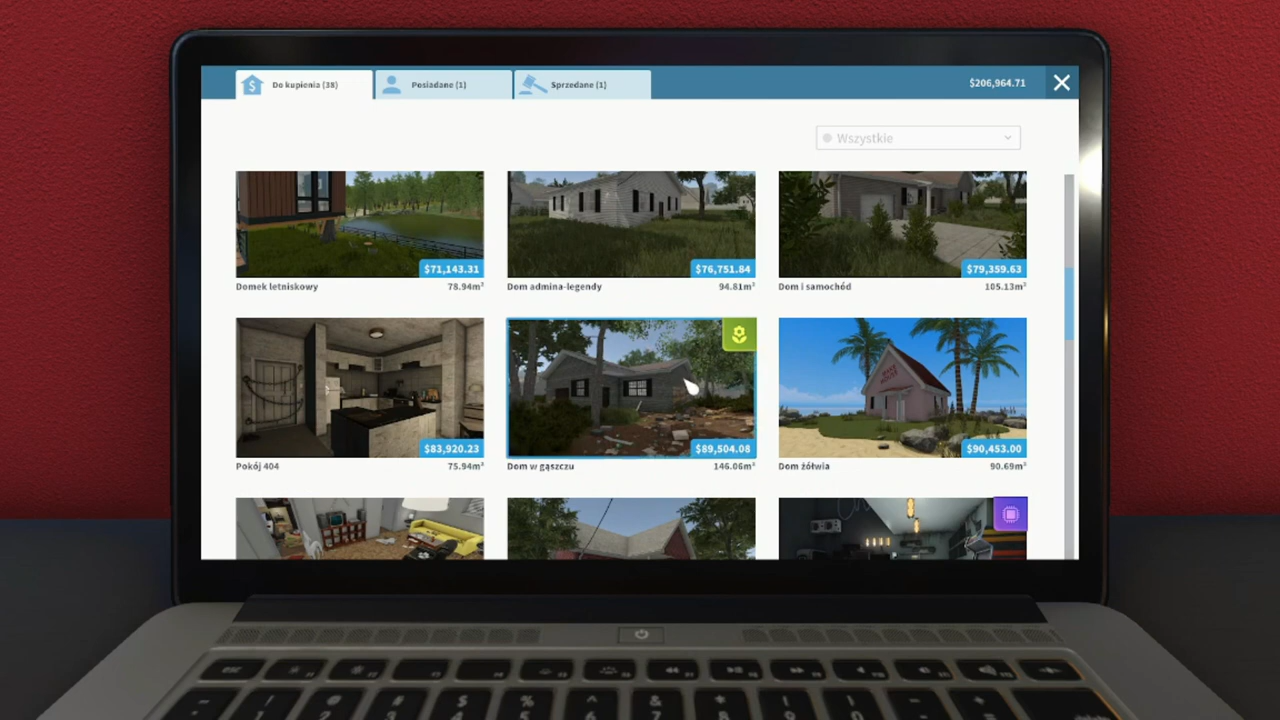 Do kupienia (38)
Posiadane (1)
Sprzedane (1)
$206,964.71
Wszystkie
$71,143.31
$76,751.84
$79,359.63
Domek letniskowy 78.94m²
Dom admina-legendy 94.81m²
Dom i samochód 105.13m²
$83,920.23
$89,504.08
$90,453.00
Pokój 404 75.94m²
Dom w gąszczu 146.06m²
Dom żółwia 90.69m²
esc